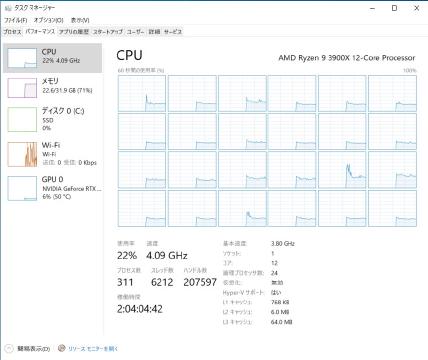 タスク マネージャー
ファイル(F) オプション(O) 表示(V)
プロセス パフォーマンス アプリの履歴 スタートアップ ユーザー 詳細 サービス
CPU
22% 4.09 GHz
メモリ
22.6/31.9 GB (71%)
ディスク 0 (C:)
SSD
0%
Wi-Fi
Wi-Fi
送信: 0 受信: 0 Kbps
GPU 0
NVIDIA GeForce RTX...
6% (50 °C)
CPU
AMD Ryzen 9 3900X 12-Core Processor
60 秒間の使用率 (%)
100%
使用率 速度
22% 4.09 GHz
プロセス数 スレッド数 ハンドル数
311 6212 207597
稼働時間
2:04:04:42
基本速度: 3.80 GHz
ソケット: 1
コア: 12
論理プロセッサ数: 24
仮想化: 無効
Hyper-V サポート: はい
L1 キャッシュ: 768 KB
L2 キャッシュ: 6.0 MB
L3 キャッシュ: 64.0 MB
簡易表示(D)
リソース モニターを開く